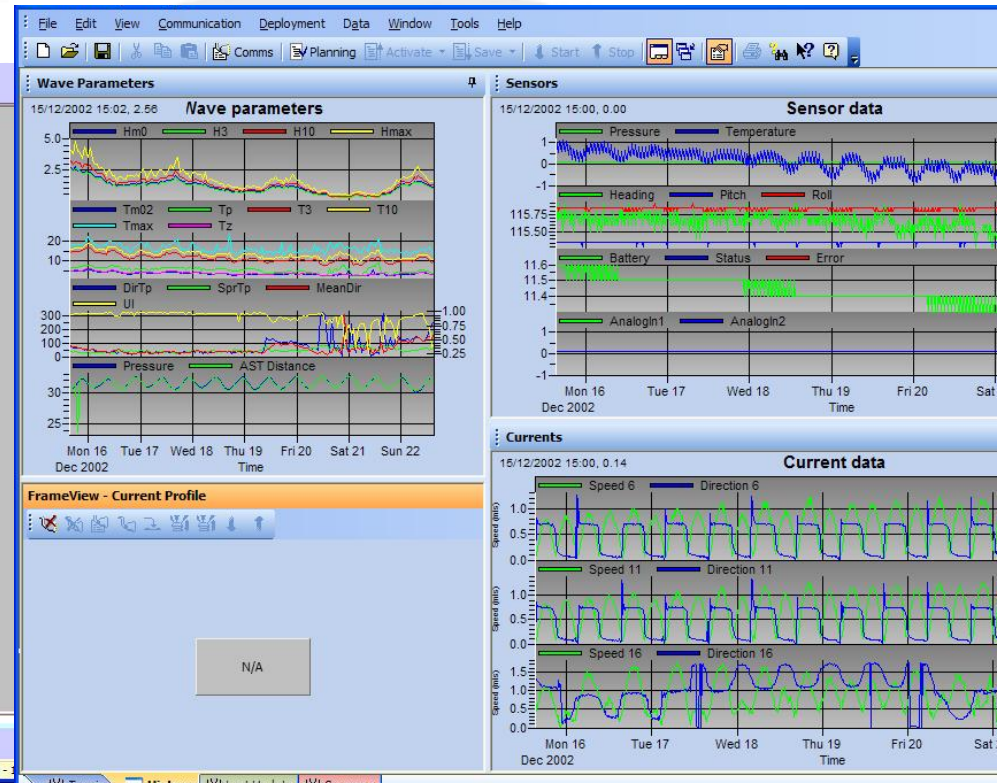 File Edit View Communication Deployment Data Window Tools Help
Comms Planning Activate Save Start Stop
Wave Parameters
15/12/2002 15:02, 2.56 Wave parameters
Hm0 H3 H10 Hmax
5.0
2.5
Tm02 Tp T3 T10
Tmax Tz
20
10
DirTp SprTp MeanDir
UI
300 1.00
200 0.75
100 0.50
0 0.25
Pressure AST Distance
30
25
Mon 16 Tue 17 Wed 18 Thu 19 Fri 20 Sat 21 Sun 22
Dec 2002 Time
FrameView - Current Profile
N/A
Sensors
15/12/2002 15:00, 0.00 Sensor data
Pressure Temperature
1
0
-1
Heading Pitch Roll
115.75
115.50
Battery Status Error
11.6
11.5
11.4
AnalogIn1 AnalogIn2
1
0
-1
Mon 16 Tue 17 Wed 18 Thu 19 Fri 20 Sat
Dec 2002 Time
Currents
15/12/2002 15:00, 0.14 Current data
Speed 6 Direction 6
Speed (m/s)
1.0
0.5
0.0
Speed 11 Direction 11
Speed (m/s)
1.0
0.5
0.0
Speed 16 Direction 16
Speed (m/s)
1.5
1.0
0.5
0.0
Mon 16 Tue 17 Wed 18 Thu 19 Fri 20 Sat
Dec 2002 Time